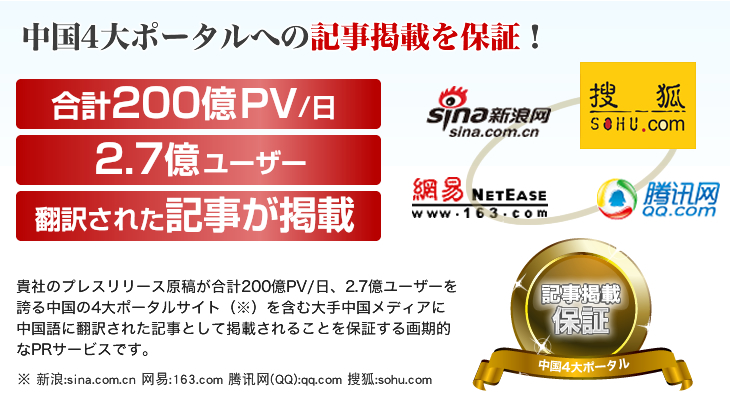 中国4大ポータルへの記事掲載を保証！
合計200億PV/日
2.7億ユーザー
翻訳された記事が掲載
sina新浪网
sina.com.cn
搜狐
SOHU.com
網易 NETEASE
www.163.com
腾讯网
QQ.com
貴社のプレスリリース原稿が合計200億PV/日、2.7億ユーザーを
誇る中国の4大ポータルサイト（※）を含む大手中国メディアに
中国語に翻訳された記事として掲載されることを保証する画期的
なPRサービスです。
※ 新浪:sina.com.cn 网易:163.com 腾讯网(QQ):qq.com 搜狐:sohu.com
記事掲載
保証
中国4大ポータル